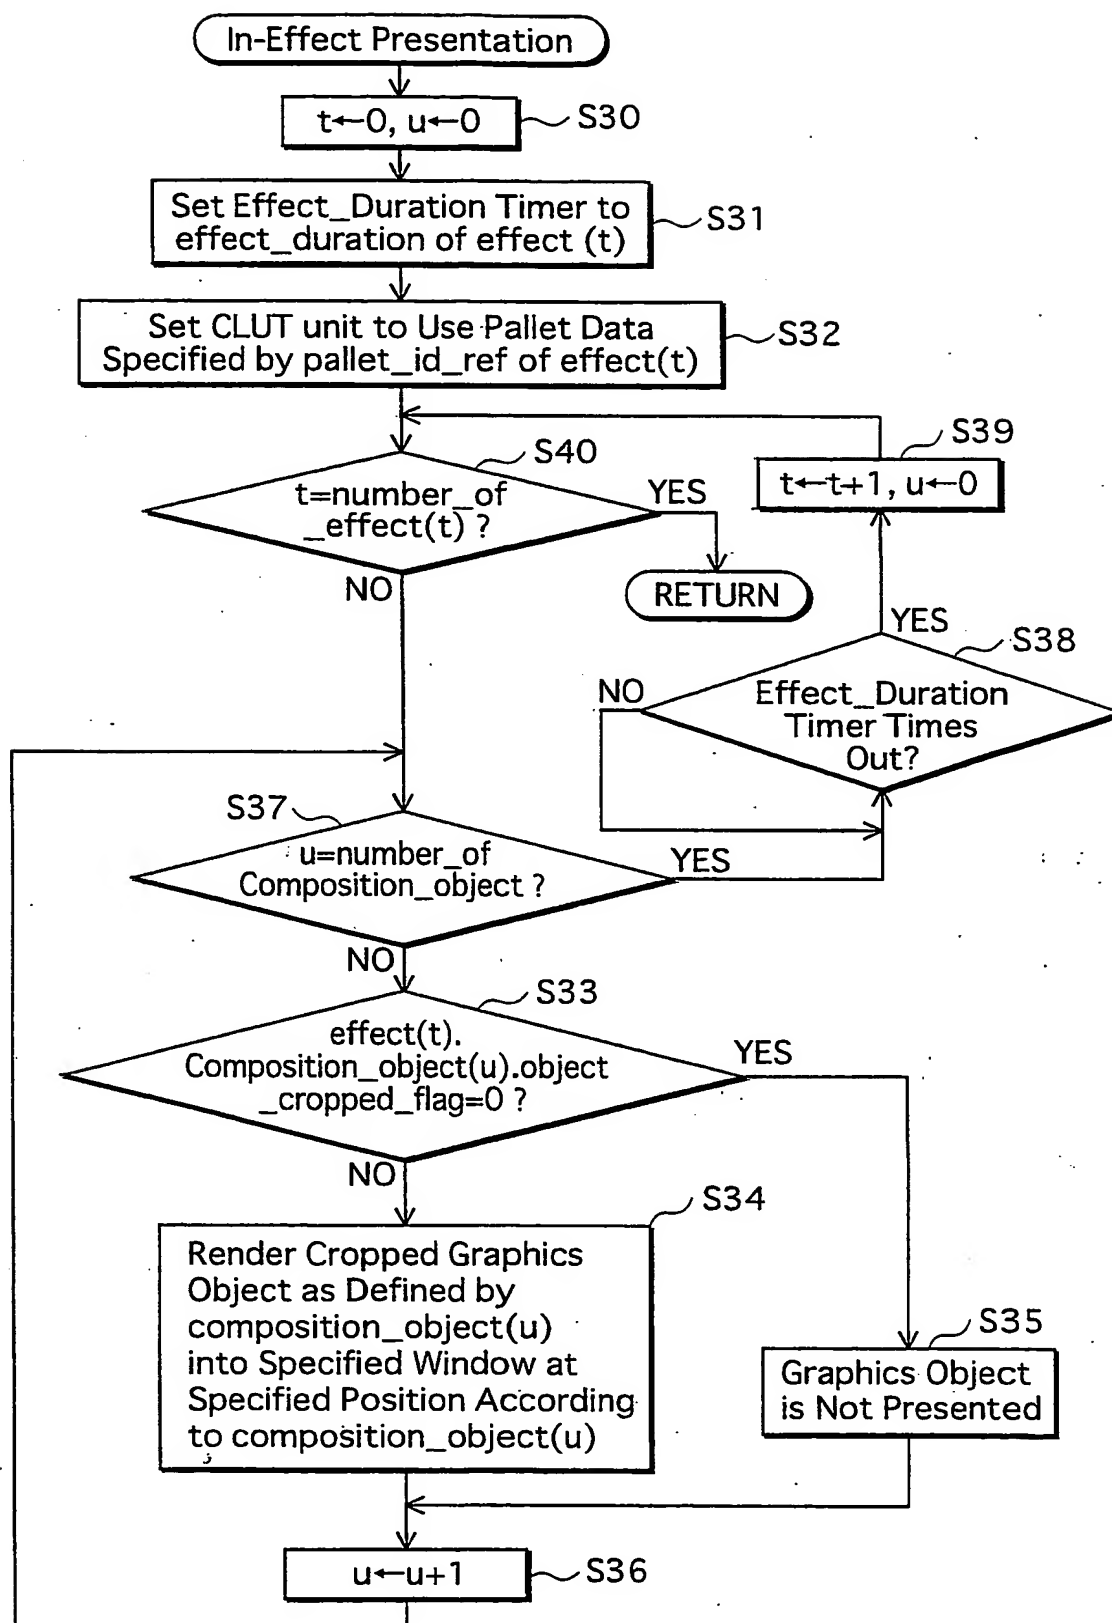 In-Effect Presentation
t←0, u←0
S30
Set Effect_Duration Timer to
effect_duration of effect (t)
S31
Set CLUT unit to Use Pallet Data
Specified by pallet_id_ref of effect(t)
S32
S39
t←t+1, u←0
S40
t=number_of
_effect(t) ?
YES
NO
RETURN
YES
S38
Effect_Duration
Timer Times
Out?
NO
S37
u=number_of
Composition_object ?
YES
NO
S33
effect(t).
Composition_object(u).object
_cropped_flag=0 ?
YES
NO
S34
Render Cropped Graphics
Object as Defined by
composition_object(u)
into Specified Window at
Specified Position According
to composition_object(u)
S35
Graphics Object
is Not Presented
u←u+1
S36